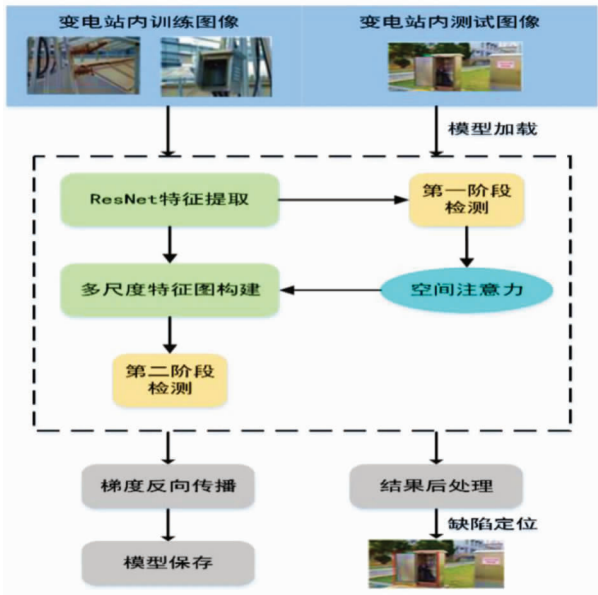 变电站内训练图像
变电站内测试图像
模型加载
ResNet特征提取
第一阶段
检测
多尺度特征图构建
空间注意力
第二阶段
检测
梯度反向传播
结果后处理
缺陷定位
模型保存